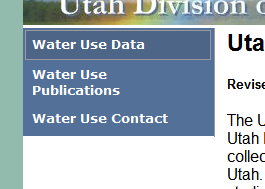 Utah Division o
Water Use Data
Water Use
Publications
Water Use Contact
Uta
Revise
The U
Utah
collec
Utah.